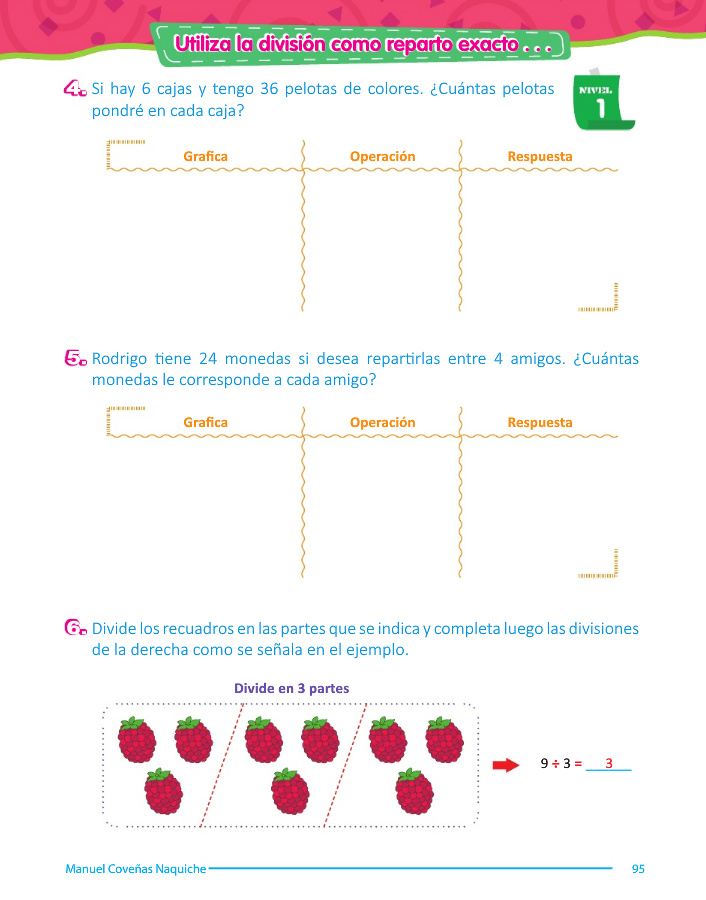 Utiliza la división como reparto exacto . . .
NIVEL
1
4. Si hay 6 cajas y tengo 36 pelotas de colores. ¿Cuántas pelotas
pondré en cada caja?
Grafica Operación Respuesta
5. Rodrigo tiene 24 monedas si desea repartirlas entre 4 amigos. ¿Cuántas
monedas le corresponde a cada amigo?
Grafica Operación Respuesta
6. Divide los recuadros en las partes que se indica y completa luego las divisiones
de la derecha como se señala en el ejemplo.
Divide en 3 partes
9 ÷ 3 = 3
Manuel Coveñas Naquiche 95